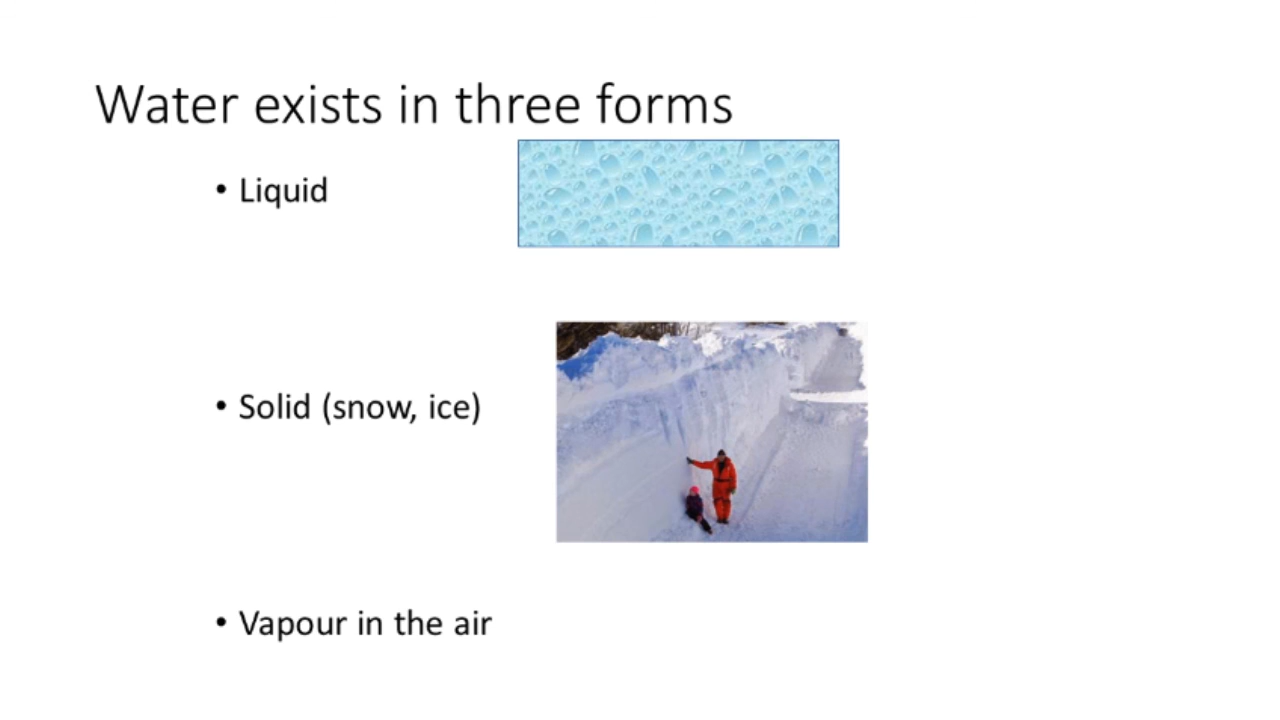 Water exists in three forms
• Liquid
• Solid (snow, ice)
• Vapour in the air